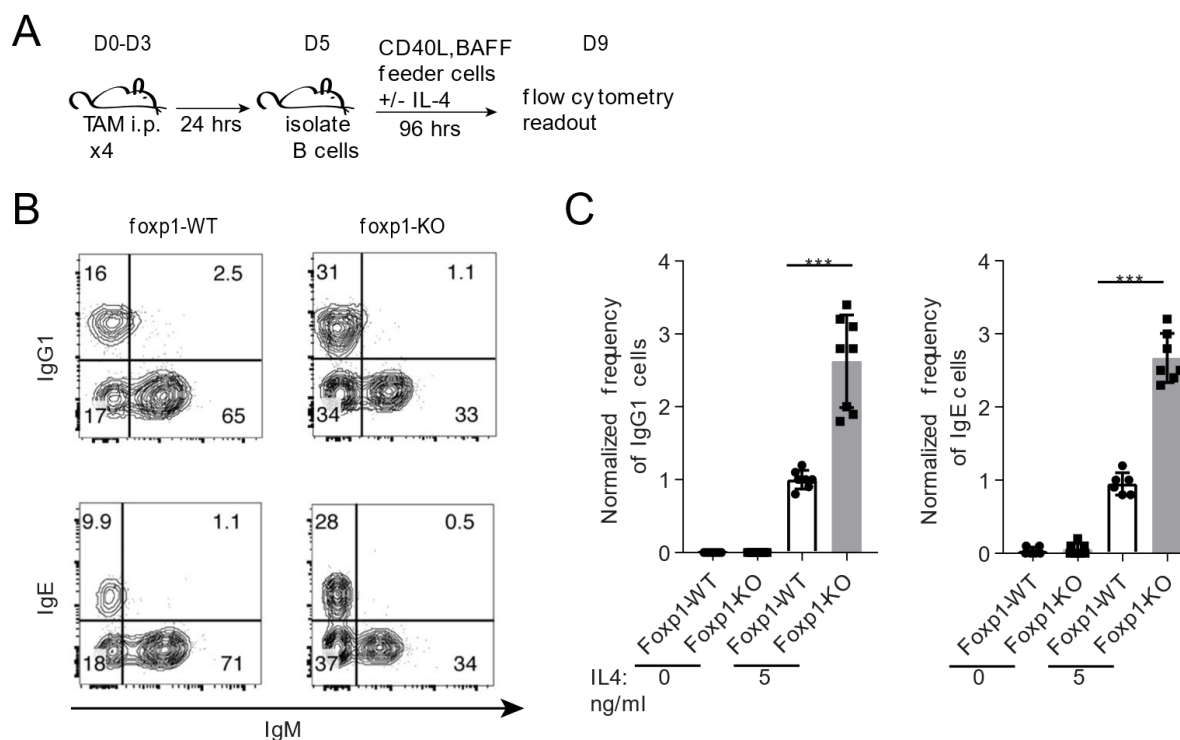 A
D0-D3
D5
CD40L,BAFF
feeder cells
+/- IL-4
D9
TAM i.p.
x4
24 hrs
isolate
B cells
96 hrs
flow cytometry
readout
B
foxp1-WT
foxp1-KO
IgG1
16
2.5
17
65
31
1.1
34
33
IgE
9.9
1.1
18
71
28
0.5
37
34
IgM
C
Normalized frequency
of IgG1 cells
4
3
2
1
0
***
Foxp1-WT
Foxp1-KO
Foxp1-WT
Foxp1-KO
IL4:
ng/ml
0
5
Normalized frequency
of IgE cells
4
3
2
1
0
***
Foxp1-WT
Foxp1-KO
Foxp1-WT
Foxp1-KO
0
5